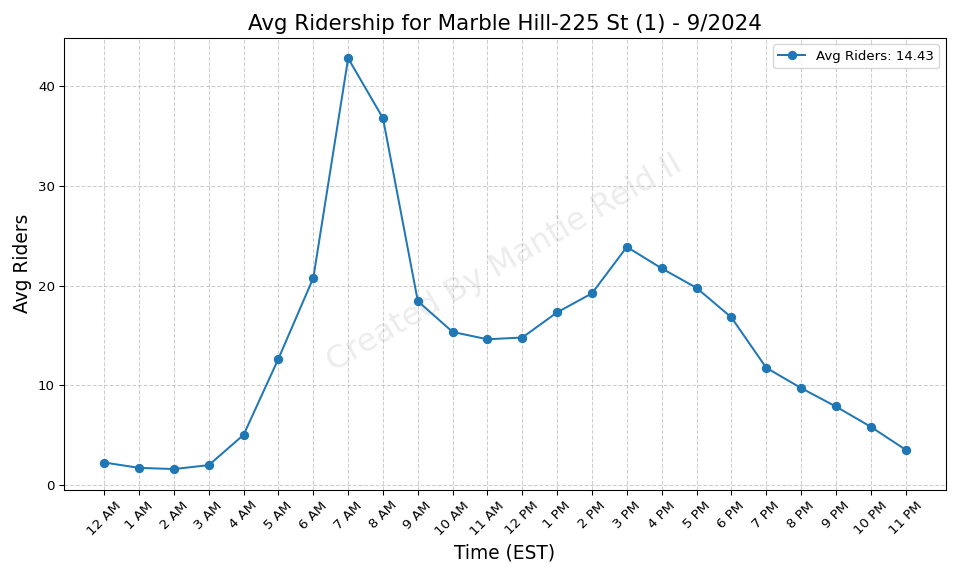 Avg Ridership for Marble Hill-225 St (1) - 9/2024
Avg Riders: 14.43
Avg Riders
40
30
20
10
0
Created By Mantie Reid II
12 AM
1 AM
2 AM
3 AM
4 AM
5 AM
6 AM
7 AM
8 AM
9 AM
10 AM
11 AM
12 PM
1 PM
2 PM
3 PM
4 PM
5 PM
6 PM
7 PM
8 PM
9 PM
10 PM
11 PM
Time (EST)